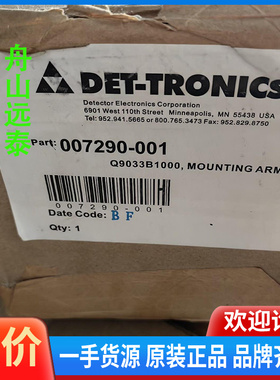 舟山远泰
DET-TRONICS
Detector Electronics Corporation
6901 West 110th Street Minneapolis, MN 55438 USA
Tel: 952.941.5665 or 800.765.3473 Fax: 952.829.8750
Part: 007290-001
Q9033B1000, MOUNTING ARM
007290-001
Date Code: B F
Qty: 1
价
欢迎
一手货源 原装正品 品牌齐